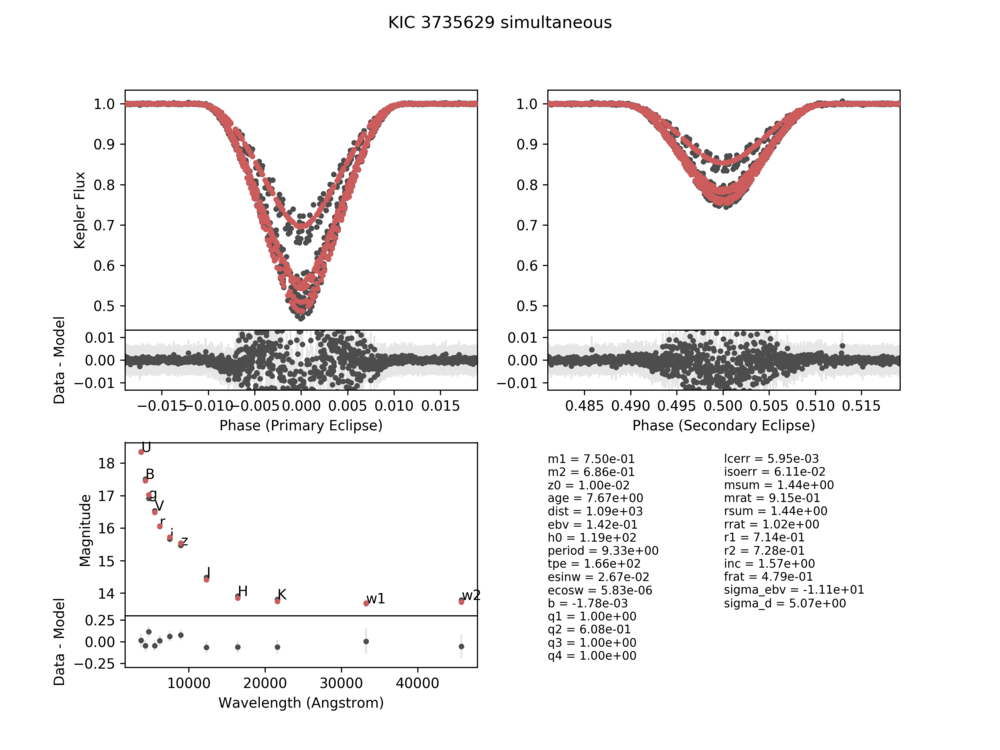 KIC 3735629 simultaneous
1.0
0.9
0.8
0.7
0.6
0.5
Kepler Flux
0.01
0.00
−0.01
Data - Model
−0.015 −0.010 −0.005 0.000 0.005 0.010 0.015
Phase (Primary Eclipse)
1.0
0.9
0.8
0.7
0.6
0.5
0.01
0.00
−0.01
0.485 0.490 0.495 0.500 0.505 0.510 0.515
Phase (Secondary Eclipse)
18
17
16
15
14
Magnitude
U
B
g
V
r
i
z
J
H
K
w1
w2
0.25
0.00
−0.25
Data - Model
10000 20000 30000 40000
Wavelength (Angstrom)
m1 = 7.50e-01
m2 = 6.86e-01
z0 = 1.00e-02
age = 7.67e+00
dist = 1.09e+03
ebv = 1.42e-01
h0 = 1.19e+02
period = 9.33e+00
tpe = 1.66e+02
esinw = 2.67e-02
ecosw = 5.83e-06
b = -1.78e-03
q1 = 1.00e+00
q2 = 6.08e-01
q3 = 1.00e+00
q4 = 1.00e+00
lcerr = 5.95e-03
isoerr = 6.11e-02
msum = 1.44e+00
mrat = 9.15e-01
rsum = 1.44e+00
rrat = 1.02e+00
r1 = 7.14e-01
r2 = 7.28e-01
inc = 1.57e+00
frat = 4.79e-01
sigma_ebv = -1.11e+01
sigma_d = 5.07e+00